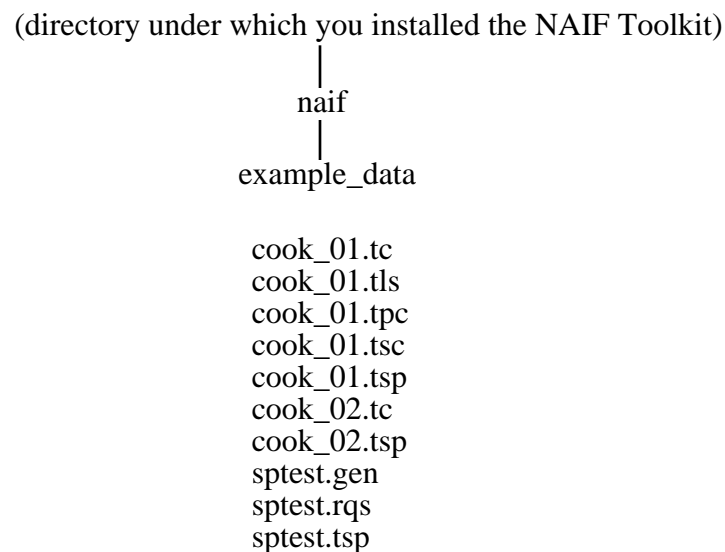 (directory under which you installed the NAIF Toolkit)
naif
example_data
cook_01.tc
cook_01.tls
cook_01.tpc
cook_01.tsc
cook_01.tsp
cook_02.tc
cook_02.tsp
sptest.gen
sptest.rqs
sptest.tsp